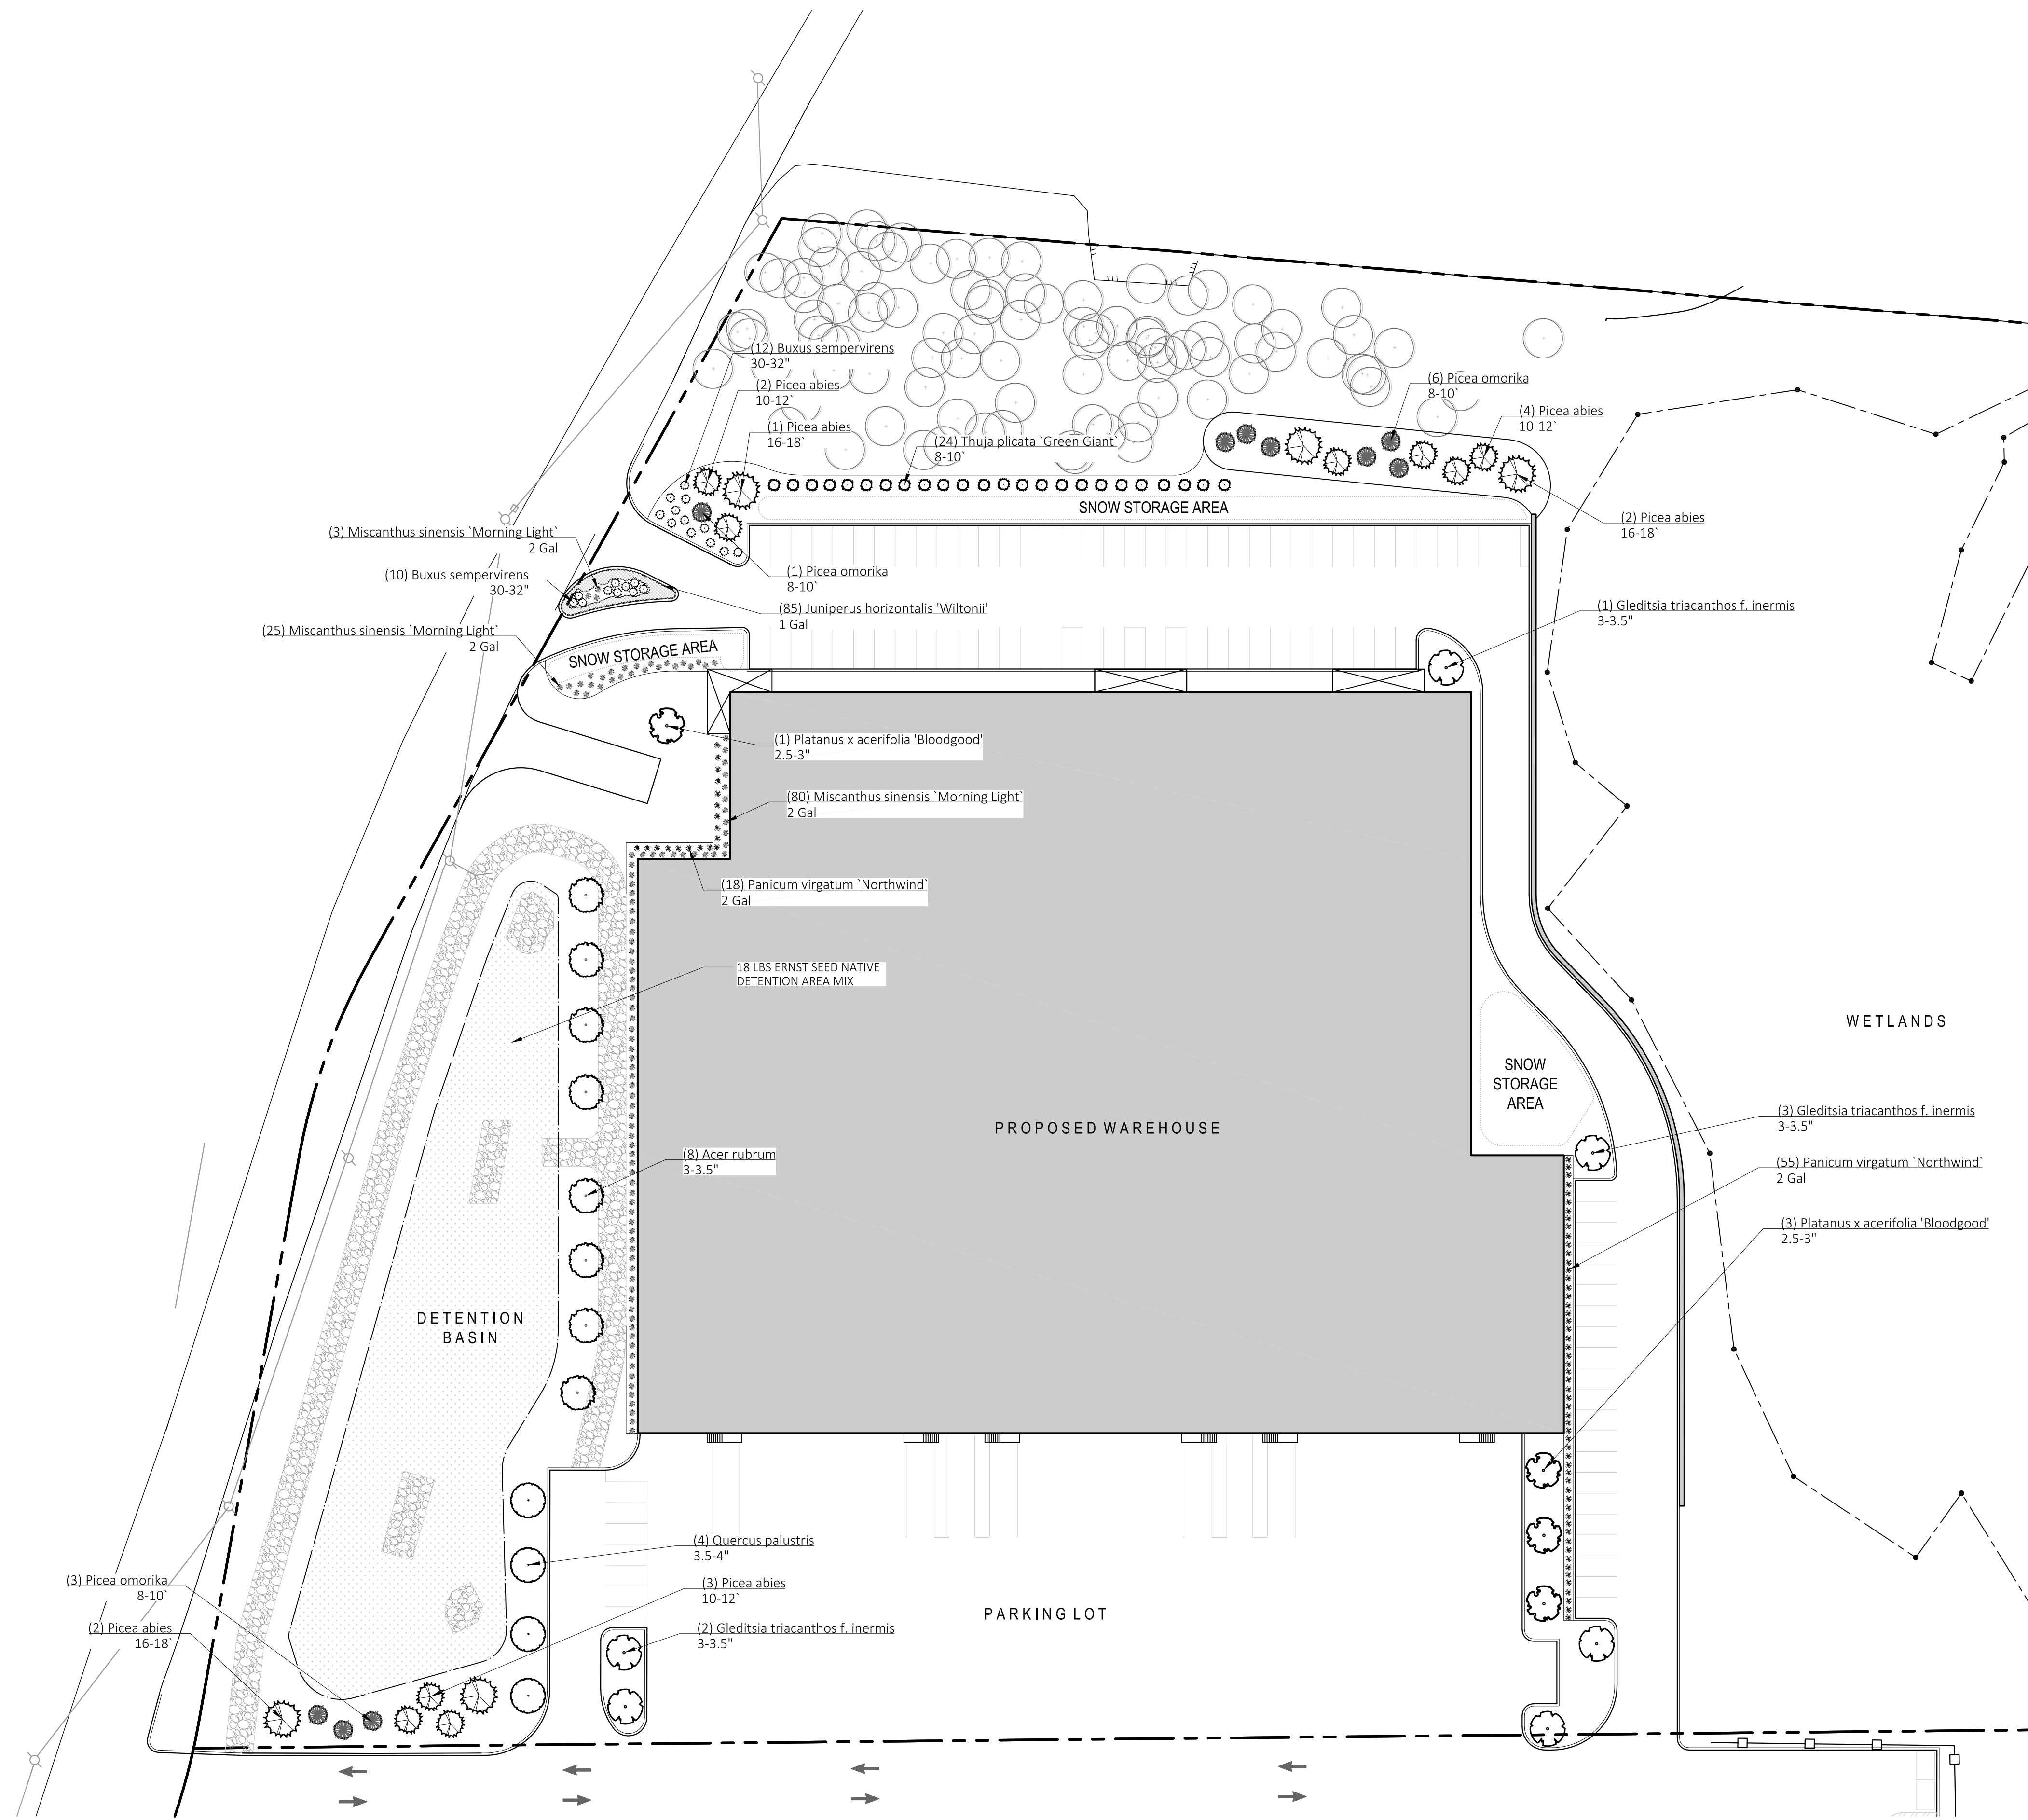 (12) Buxus sempervirens
30-32"
(2) Picea abies
10-12`
(1) Picea abies
16-18`
(24) Thuja plicata `Green Giant`
8-10`
(6) Picea omorika
8-10`
(4) Picea abies
10-12`
SNOW STORAGE AREA
(2) Picea abies
16-18`
(3) Miscanthus sinensis `Morning Light`
2 Gal
(10) Buxus sempervirens
30-32"
(1) Picea omorika
8-10`
(85) Juniperus horizontalis 'Wiltonii'
1 Gal
(1) Gleditsia triacanthos f. inermis
3-3.5"
(25) Miscanthus sinensis `Morning Light`
2 Gal
SNOW STORAGE AREA
(1) Platanus x acerifolia 'Bloodgood'
2.5-3"
(80) Miscanthus sinensis `Morning Light`
2 Gal
(18) Panicum virgatum `Northwind`
2 Gal
18 LBS ERNST SEED NATIVE
DETENTION AREA MIX
WETLANDS
SNOW
STORAGE
AREA
PROPOSED WAREHOUSE
(3) Gleditsia triacanthos f. inermis
3-3.5"
(8) Acer rubrum
3-3.5"
(55) Panicum virgatum `Northwind`
2 Gal
(3) Platanus x acerifolia 'Bloodgood'
2.5-3"
DETENTION
BASIN
(4) Quercus palustris
3.5-4"
(3) Picea omorika
8-10`
(3) Picea abies
10-12`
PARKING LOT
(2) Picea abies
16-18`
(2) Gleditsia triacanthos f. inermis
3-3.5"